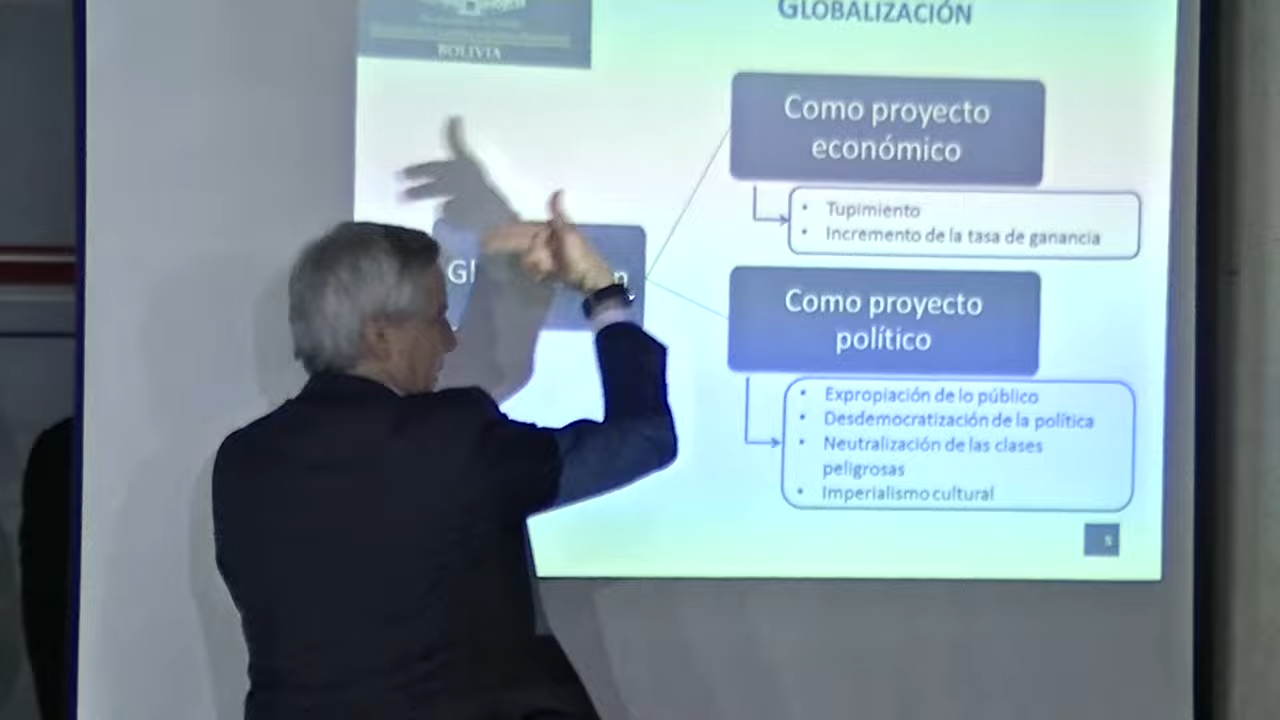 BOLIVIA
GLOBALIZACIÓN
Como proyecto
económico
• Tupimiento
• Incremento de la tasa de ganancia
Como proyecto
político
• Expropiación de lo público
• Desdemocratización de la política
• Neutralización de las clases
peligrosas
• Imperialismo cultural
5